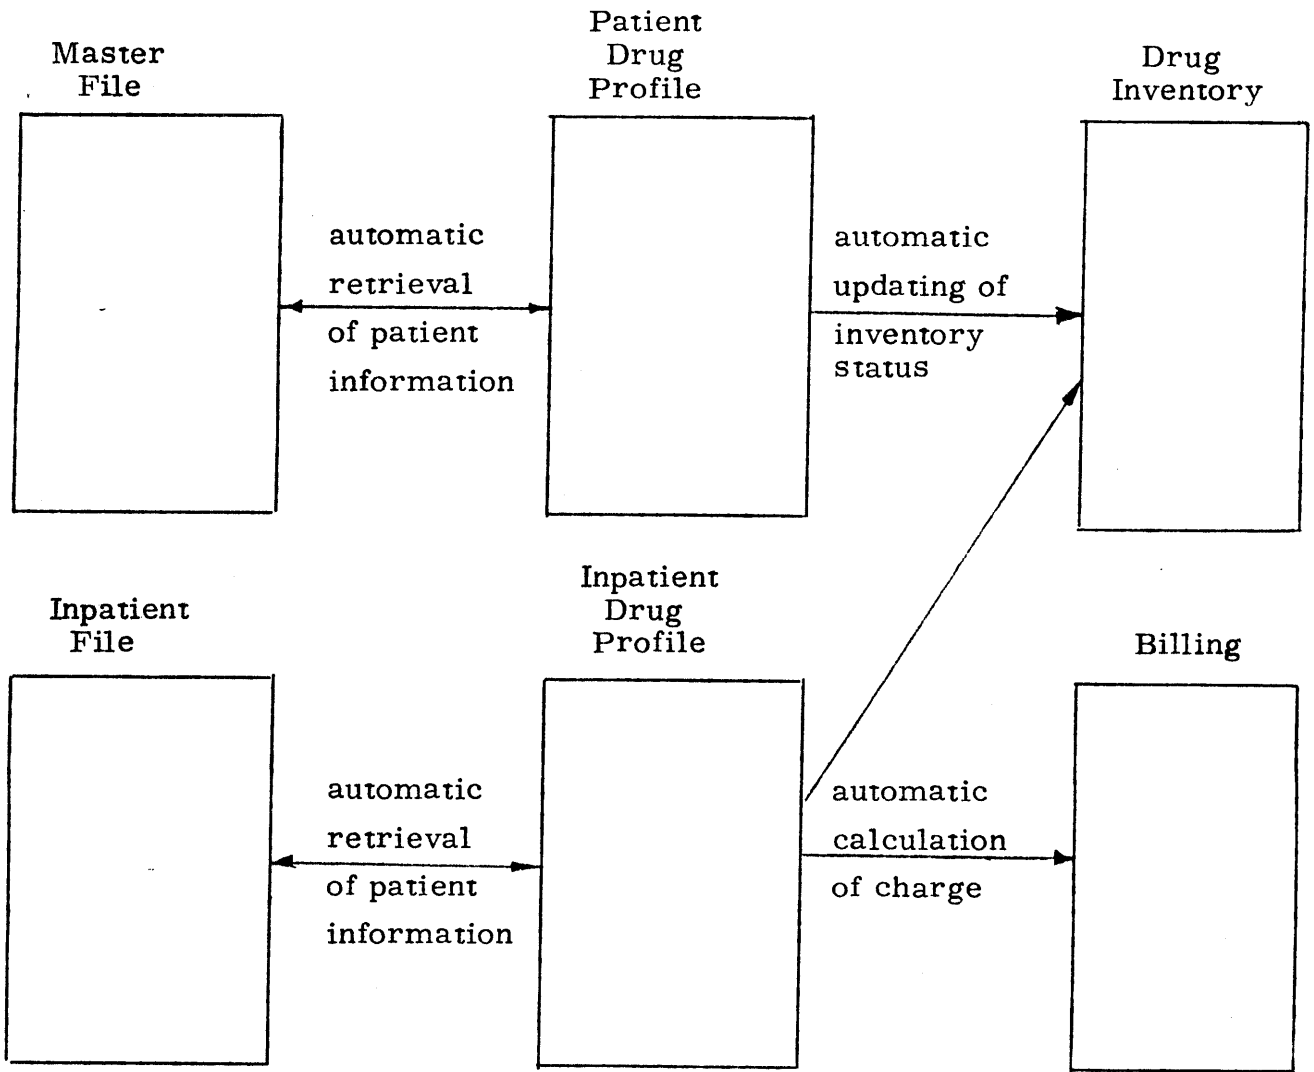 Master
File
Patient
Drug
Profile
Drug
Inventory
automatic
retrieval
of patient
information
automatic
updating of
inventory
status
Inpatient
File
Inpatient
Drug
Profile
Billing
automatic
retrieval
of patient
information
automatic
calculation
of charge